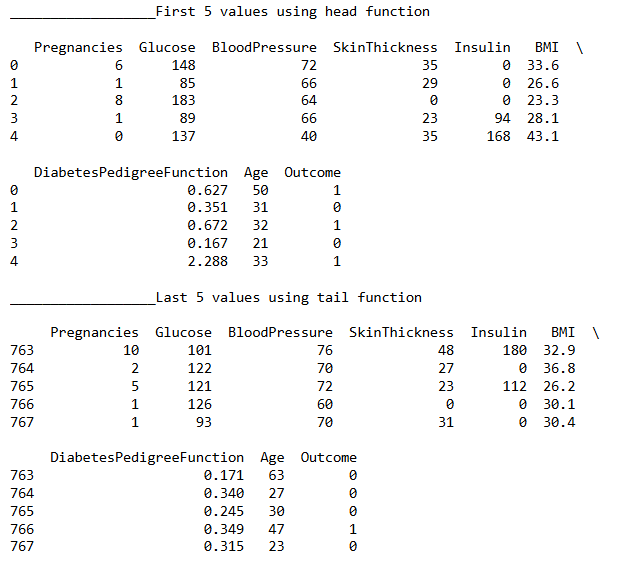 __________________First 5 values using head function
   Pregnancies  Glucose  BloodPressure  SkinThickness  Insulin   BMI  \
0            6      148             72             35        0  33.6
1            1       85             66             29        0  26.6
2            8      183             64              0        0  23.3
3            1       89             66             23       94  28.1
4            0      137             40             35      168  43.1
   DiabetesPedigreeFunction  Age  Outcome
0                     0.627   50        1
1                     0.351   31        0
2                     0.672   32        1
3                     0.167   21        0
4                     2.288   33        1
__________________Last 5 values using tail function
     Pregnancies  Glucose  BloodPressure  SkinThickness  Insulin   BMI  \
763           10      101             76             48      180  32.9
764            2      122             70             27        0  36.8
765            5      121             72             23      112  26.2
766            1      126             60              0        0  30.1
767            1       93             70             31        0  30.4
     DiabetesPedigreeFunction  Age  Outcome
763                     0.171   63        0
764                     0.340   27        0
765                     0.245   30        0
766                     0.349   47        1
767                     0.315   23        0